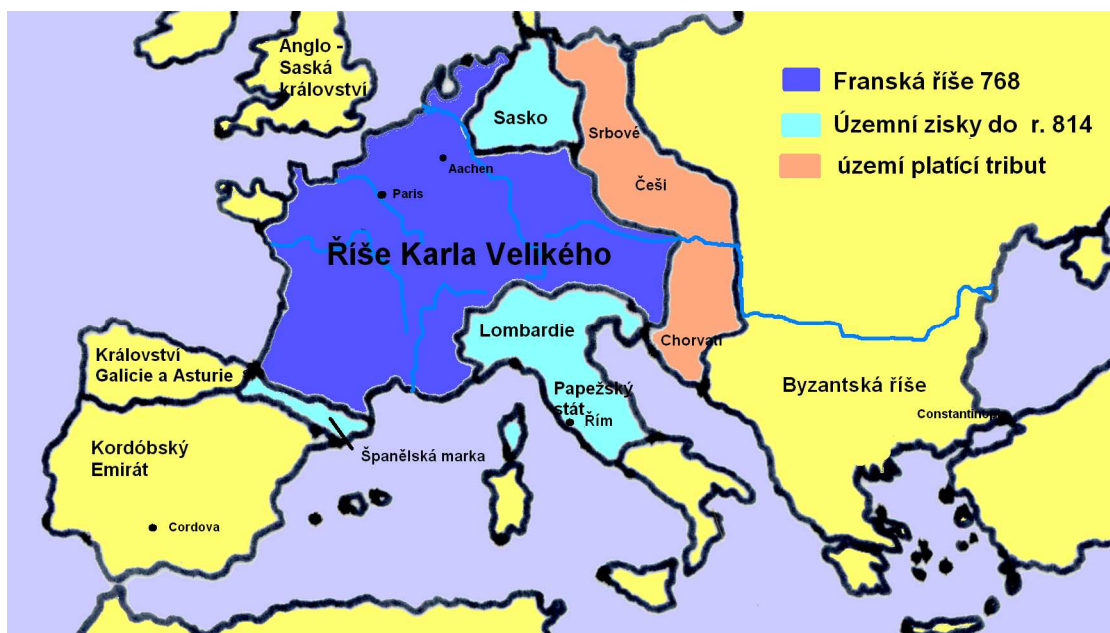 Anglo -
Saská
království
Franská říše 768
Územní zisky do r. 814
území platící tribut
Sasko
Srbové
Češi
Aachen
Paris
Říše Karla Velikého
Lombardie
Chorvati
Království
Galicie a Asturie
Papežský
stát
Řím
Byzantská říše
Constantinop
Kordóbský
Emirát
Španělská marka
Cordova